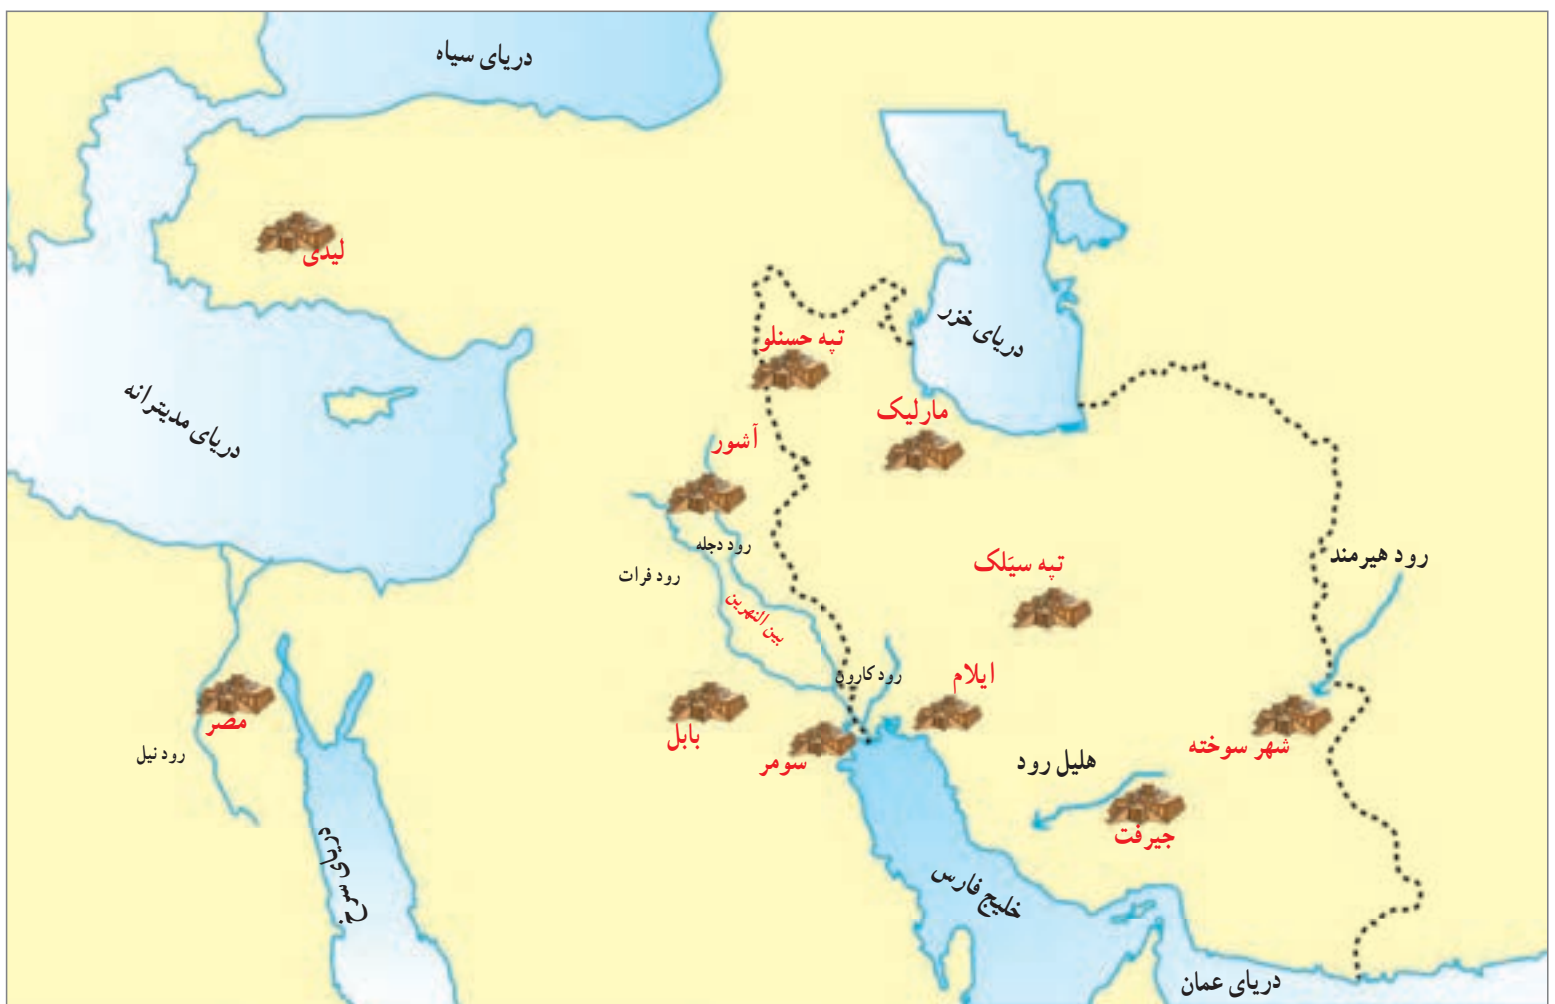 دریای سیاه
لیدی
دریای خزر
تپه حسنلو
دریای مدیترانه
مارلیک
آشور
رود دجله
رود هیرمند
تپه سیَلک
رود فرات
بین النهرین
ایلام
رود کارون
مصر
بابل
سومر
شهر سوخته
رود نیل
هلیل رود
جیرفت
دریای سرخ
خلیج فارس
دریای عمان